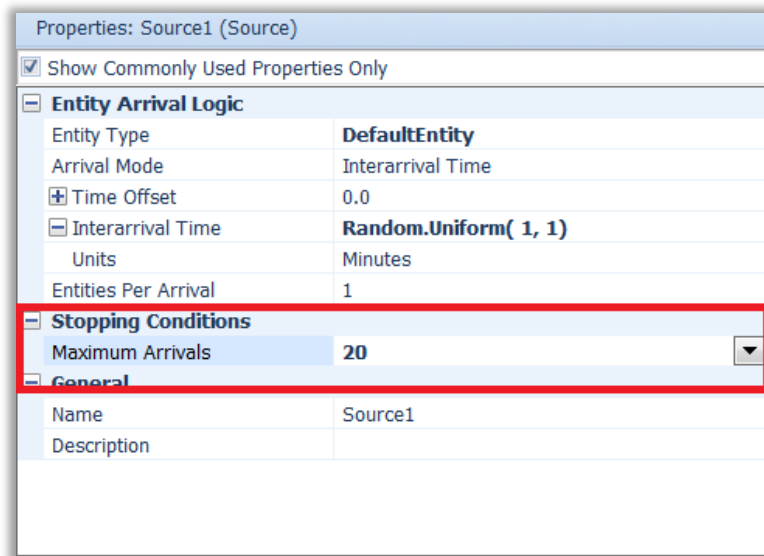 Properties: Source1 (Source)
Show Commonly Used Properties Only
Entity Arrival Logic
Entity Type DefaultEntity
Arrival Mode Interarrival Time
Time Offset 0.0
Interarrival Time Random.Uniform( 1, 1)
Units Minutes
Entities Per Arrival 1
Stopping Conditions
Maximum Arrivals 20
General
Name Source1
Description